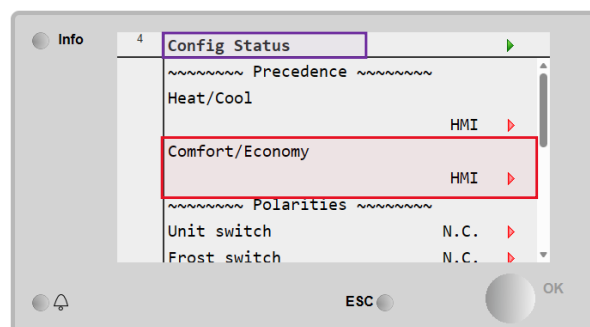 Info
4
Config Status
~~~~~~~~ Precedence ~~~~~~~~
Heat/Cool
HMI
Comfort/Economy
HMI
~~~~~~~~ Polarities ~~~~~~~~
Unit switch N.C.
Frost switch N.C.
ESC
OK